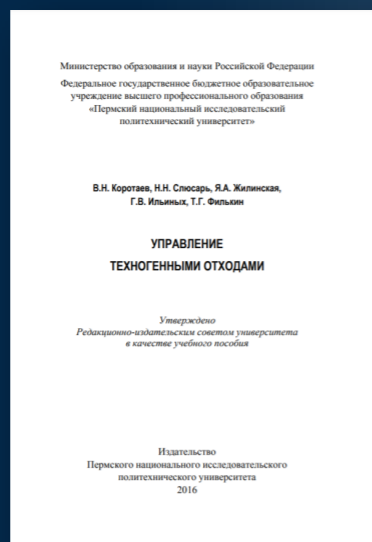 Министерство образования и науки Российской Федерации
Федеральное государственное бюджетное образовательное
учреждение высшего профессионального образования
«Пермский национальный исследовательский
политехнический университет»
В.Н. Коротаев, Н.Н. Слюсарь, Я.А. Жилинская,
Г.В. Ильиных, Т.Г. Филькин
УПРАВЛЕНИЕ
ТЕХНОГЕННЫМИ ОТХОДАМИ
Утверждено
Редакционно-издательским советом университета
в качестве учебного пособия
Издательство
Пермского национального исследовательского
политехнического университета
2016